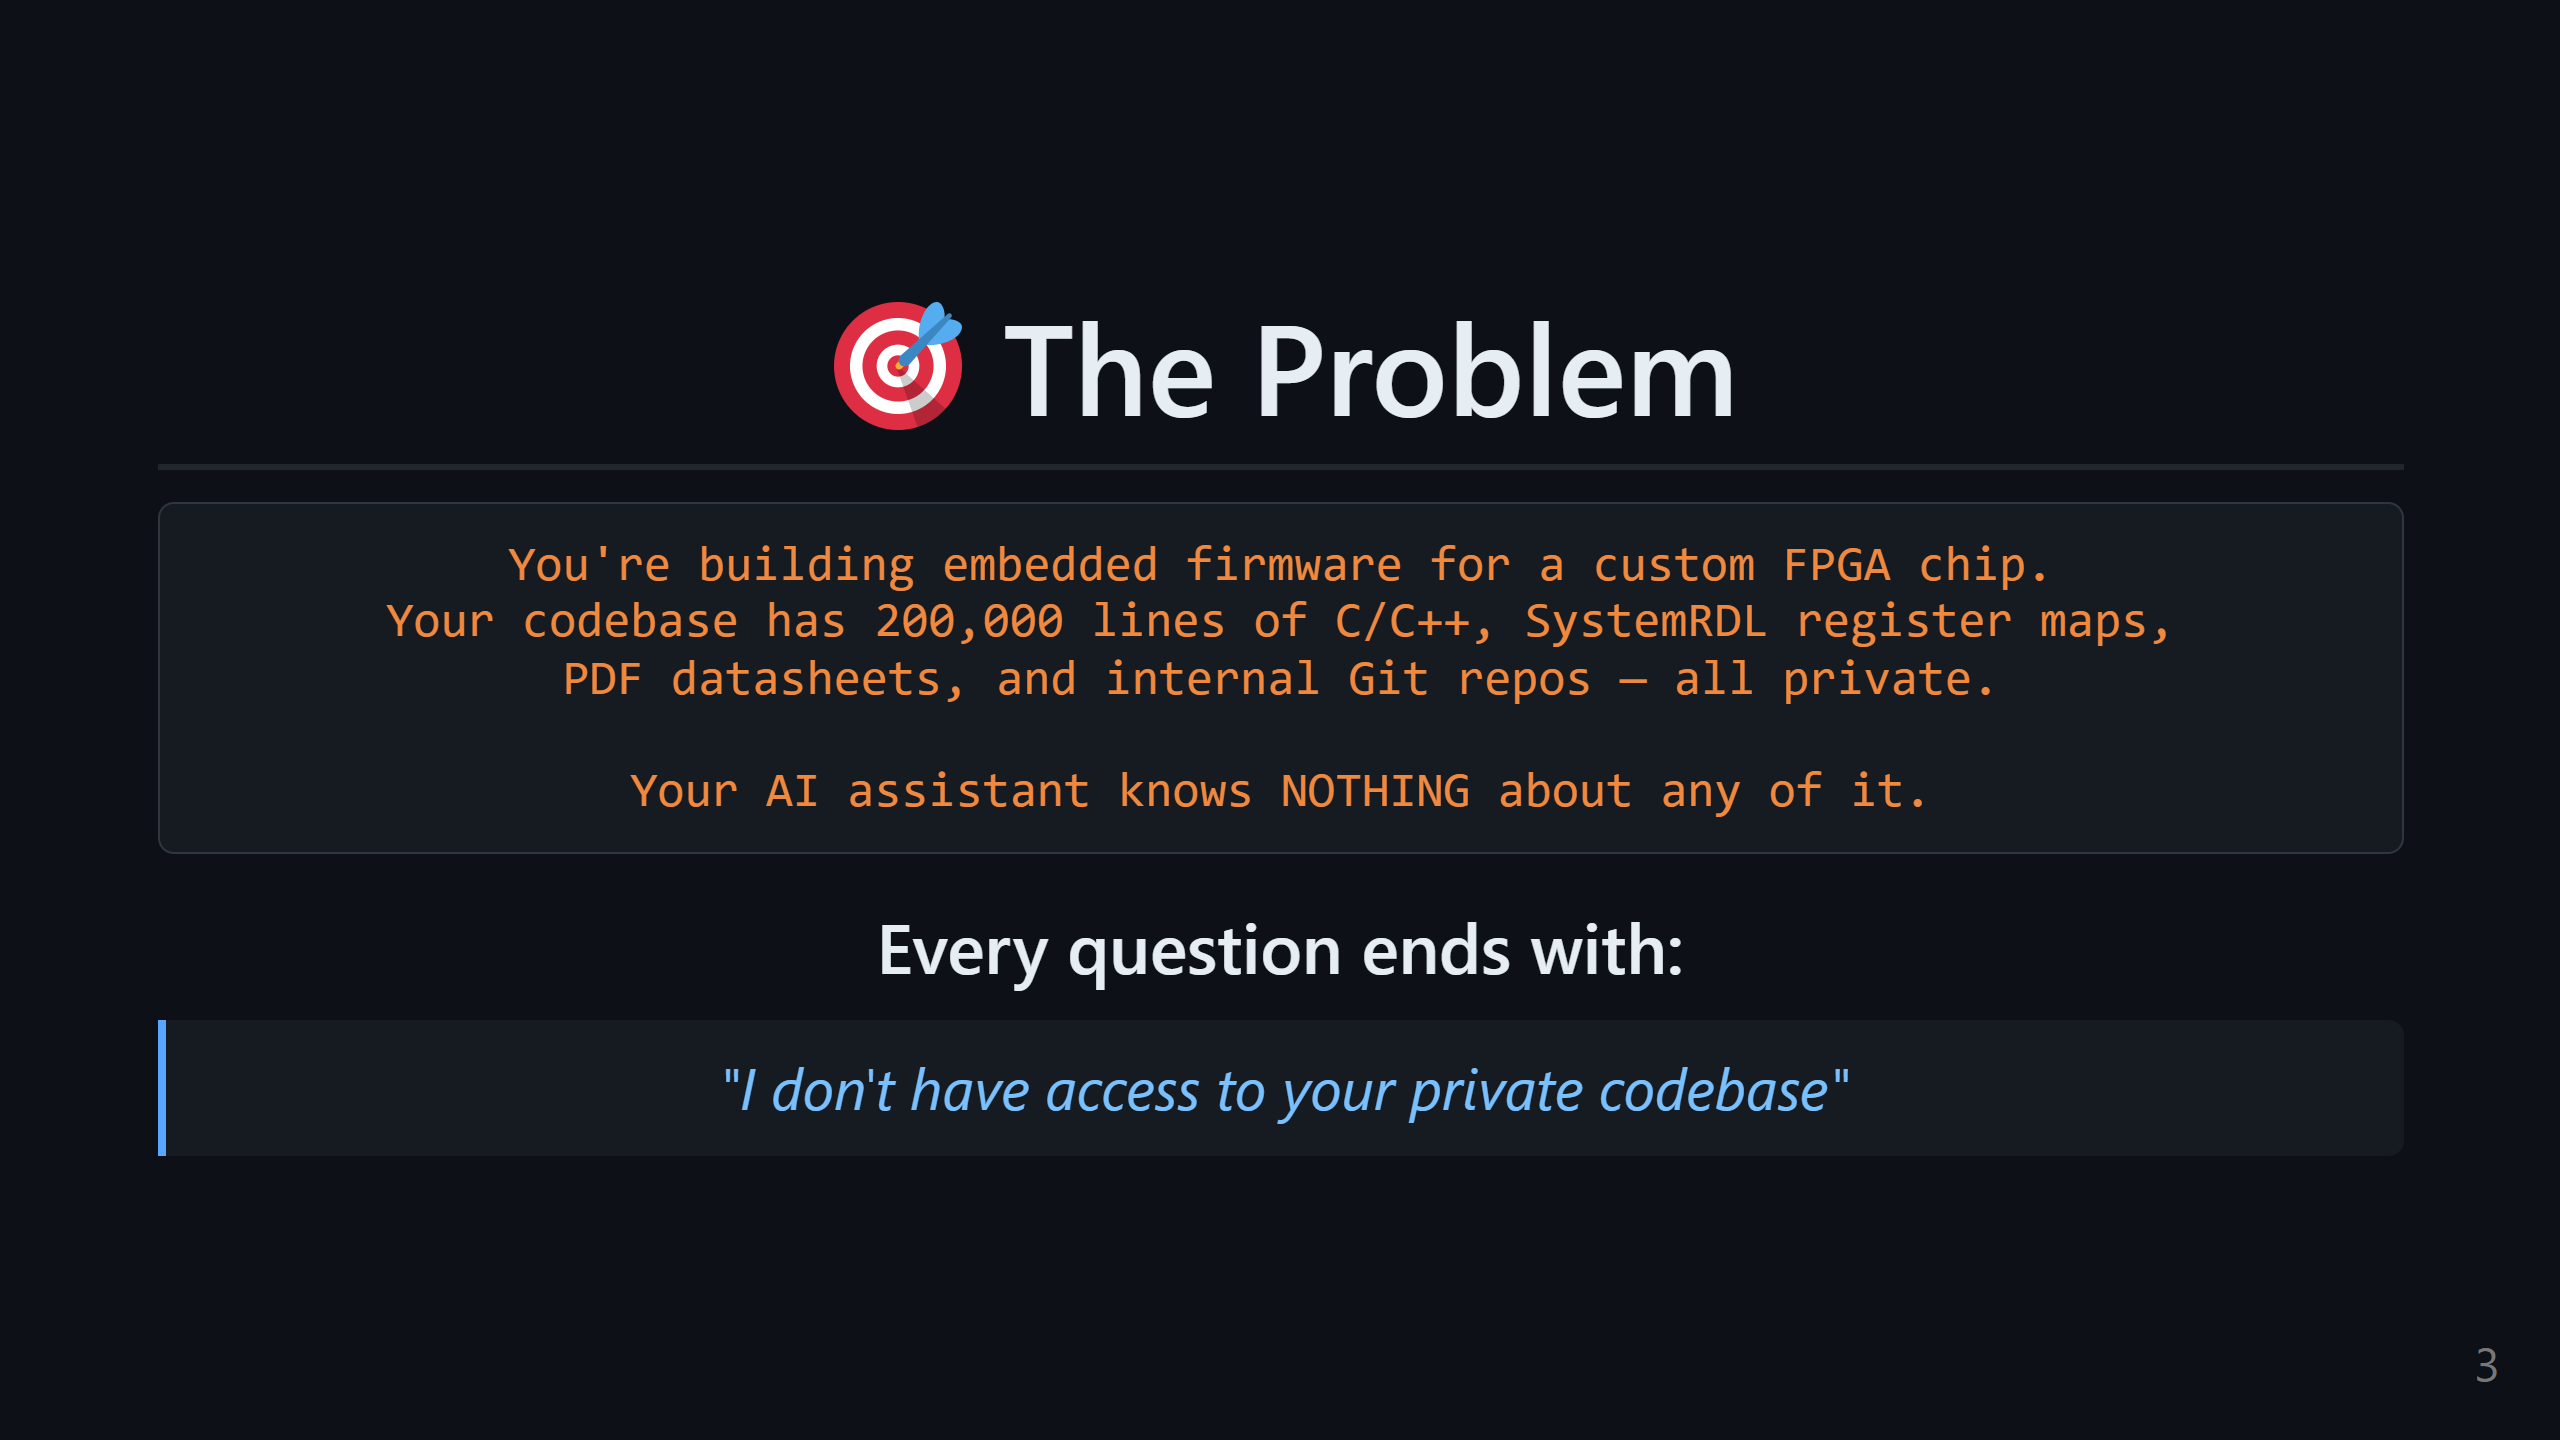 The Problem
You're building embedded firmware for a custom FPGA chip.
Your codebase has 200,000 lines of C/C++, SystemRDL register maps,
PDF datasheets, and internal Git repos — all private.
Your AI assistant knows NOTHING about any of it.
Every question ends with:
"I don't have access to your private codebase"
3